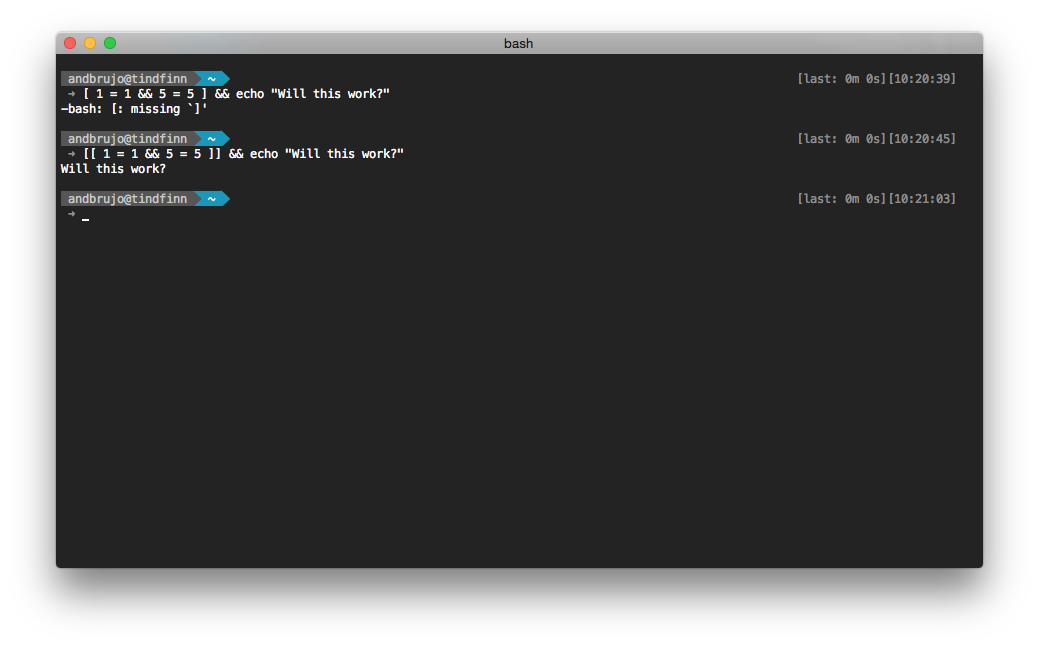 bash
andbrujo@tindfinn ~ [last: 0m 0s][10:20:39]
➜ [ 1 = 1 && 5 = 5 ] && echo "Will this work?"
-bash: [: missing `]'
andbrujo@tindfinn ~ [last: 0m 0s][10:20:45]
➜ [[ 1 = 1 && 5 = 5 ]] && echo "Will this work?"
Will this work?
andbrujo@tindfinn ~ [last: 0m 0s][10:21:03]
➜ _